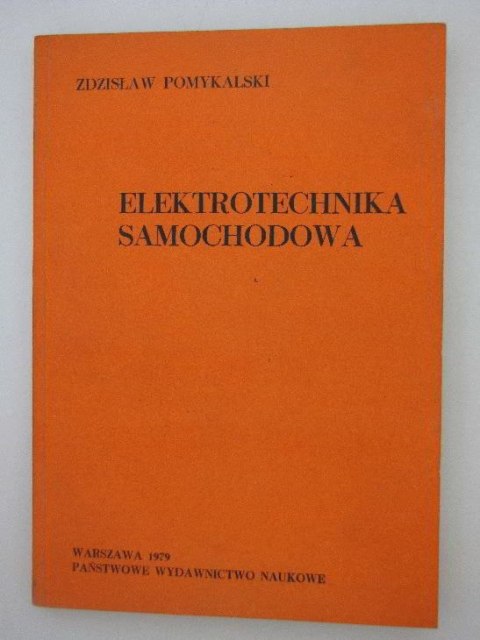 ZDZISŁAW POMYKALSKI
ELEKTROTECHNIKA
SAMOCHODOWA
WARSZAWA 1979
PAŃSTWOWE WYDAWNICTWO NAUKOWE